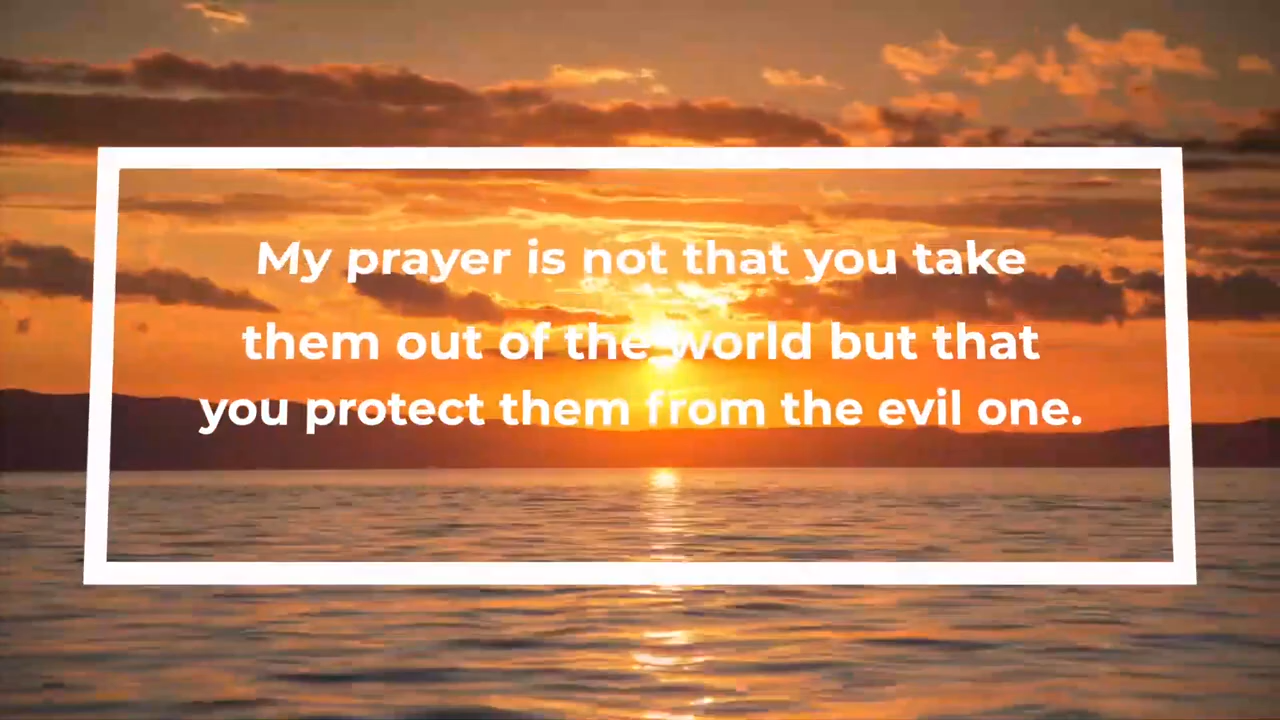 My prayer is not that you take
them out of the world but that
you protect them from the evil one.